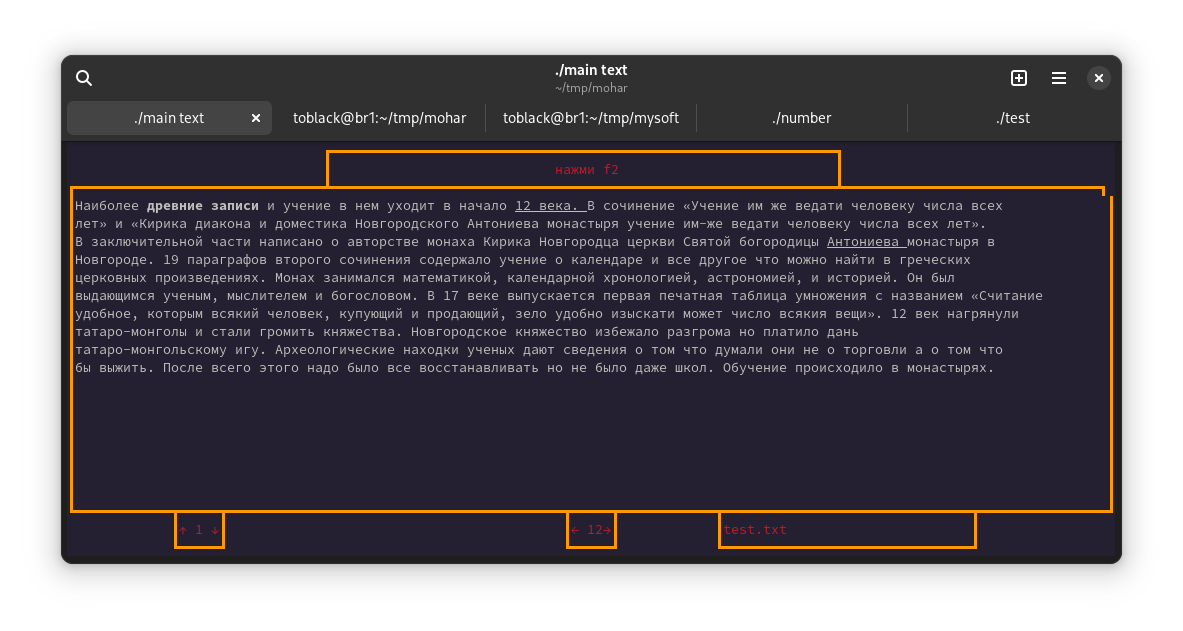 ./main text
~/tmp/mohar
./main text toblack@br1:~/tmp/mohar toblack@br1:~/tmp/mysoft ./number ./test
нажми f2
Наиболее древние записи и учение в нем уходит в начало 12 века. В сочинение «Учение им же ведати человеку числа всех
лет» и «Кирика диакона и доместика Новгородского Антониева монастыря учение им-же ведати человеку числа всех лет».
В заключительной части написано о авторстве монаха Кирика Новгородца церкви Святой богородицы Антониева монастыря в
Новгороде. 19 параграфов второго сочинения содержало учение о календаре и все другое что можно найти в греческих
церковных произведениях. Монах занимался математикой, календарной хронологией, астрономией, и историей. Он был
выдающимся ученым, мыслителем и богословом. В 17 веке выпускается первая печатная таблица умножения с названием «Считание
удобное, которым всякий человек, купующий и продающий, зело удобно изыскати может число всякия вещи». 12 век нагрянули
татаро-монголы и стали громить княжества. Новгородское княжество избежало разгрома но платило дань
татаро-монгольскому игу. Археологические находки ученых дают сведения о том что думали они не о торговли а о том что
бы выжить. После всего этого надо было все восстанавливать но не было даже школ. Обучение происходило в монастырях.
↑ 1 ↓ ← 12→ test.txt